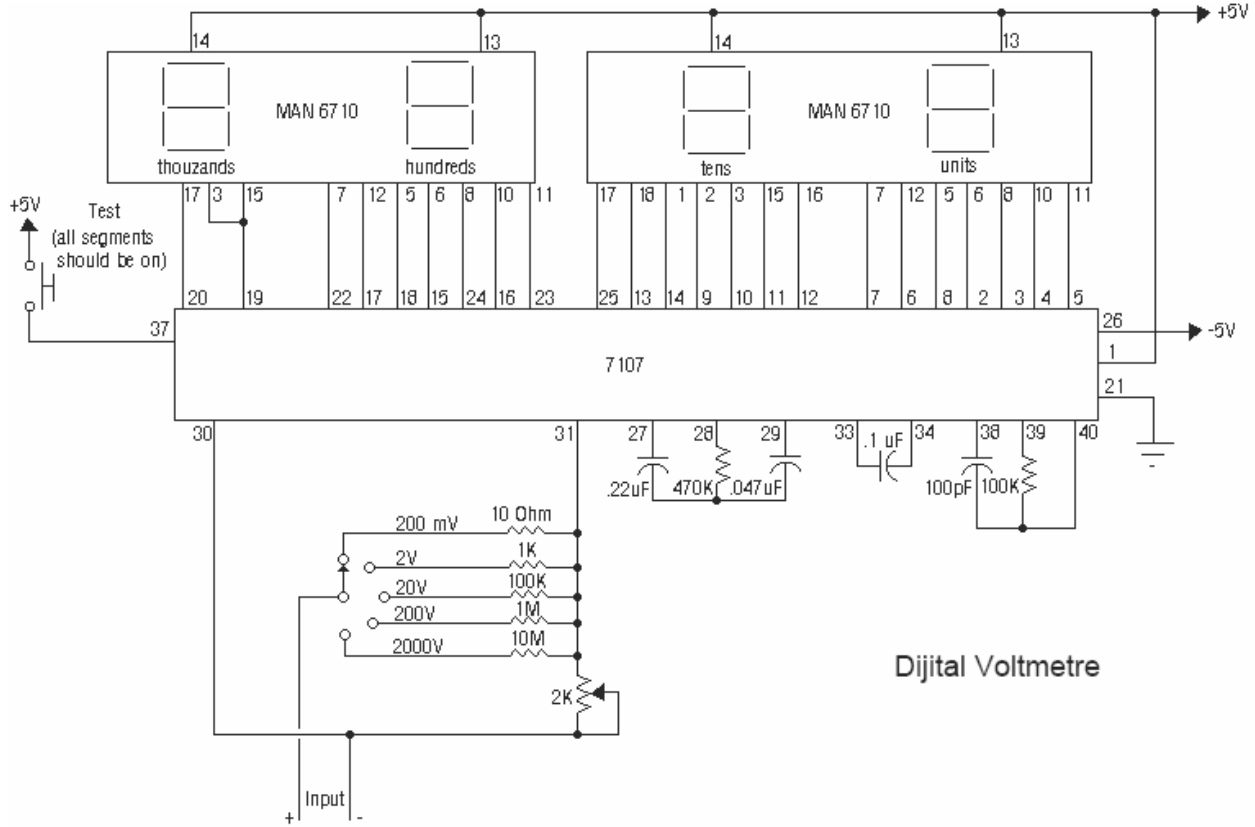 +5V
14 13 14 13
MAN 6710 MAN 6710
thouzands hundreds tens units
17 3 15 7 12 5 6 8 10 11 17 18 1 2 3 15 16 7 12 5 6 8 10 11
+5V
Test
(all segments
should be on)
20 19 22 17 18 15 24 16 23 25 13 14 9 10 11 12 7 6 8 2 3 4 5
37 26 -5V
7107 1
21
30 31 27 28 29 33 34 38 39 40
.1 uF
.22uF 470K .047uF 100pF 100K
200 mV 10 Ohm
2V 1K
20V 100K
200V 1M
2000V 10M
Dijital Voltmetre
2K
Input
+ -